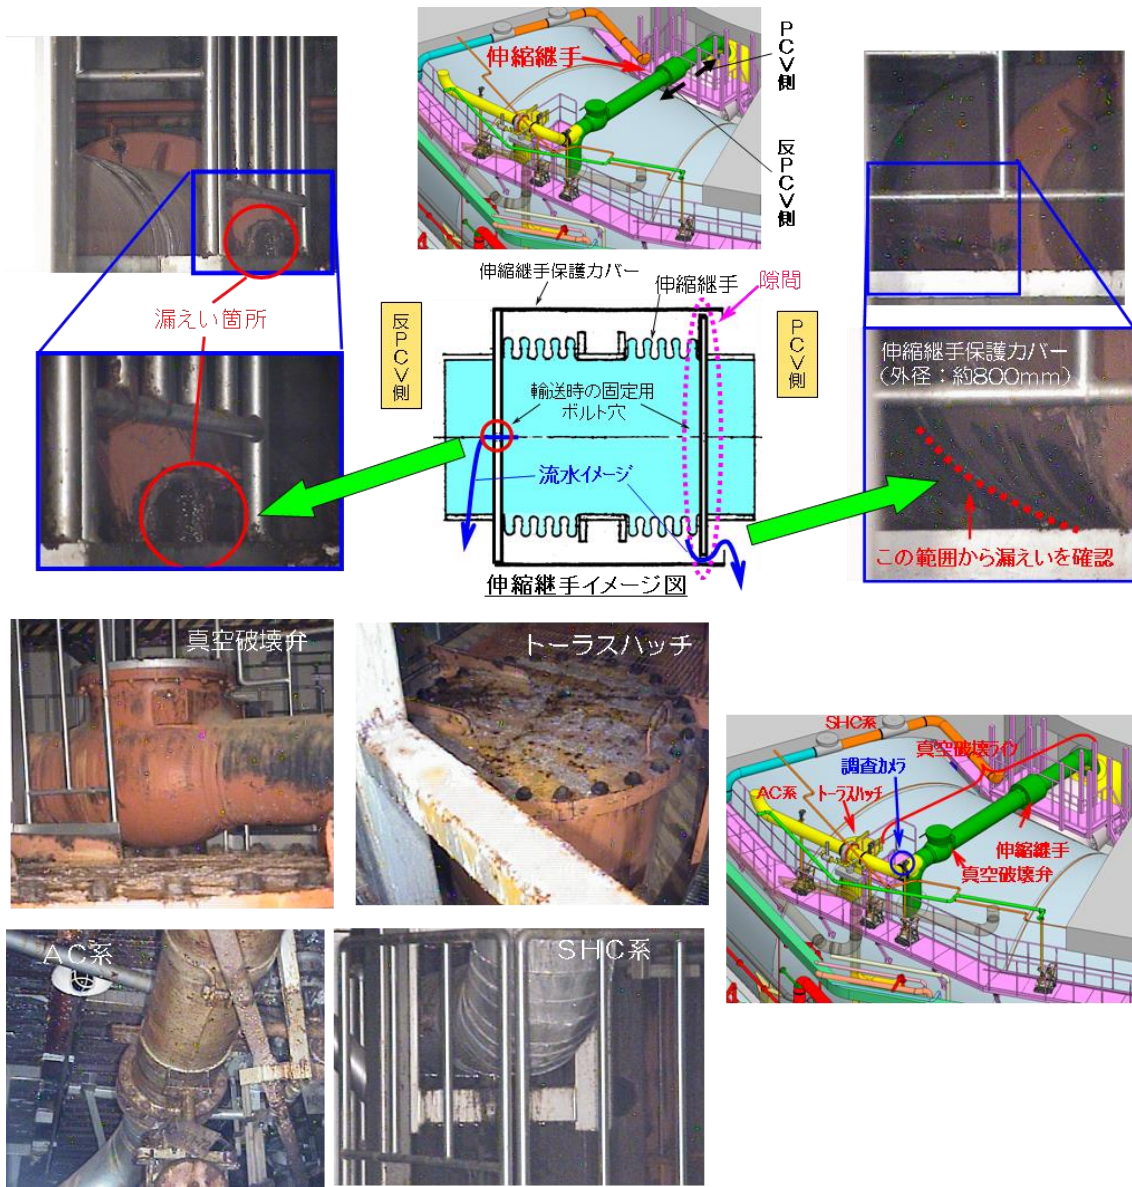 伸縮継手
PCV側
反PCV側
漏えい箇所
伸縮継手保護カバー
伸縮継手
隙間
反PCV側
PCV側
輸送時の固定用
ボルト穴
流水イメージ
伸縮継手イメージ図
伸縮継手保護カバー
(外径：約800mm)
この範囲から漏えいを確認
真空破壊弁
トーラスハッチ
SHC系
真空破壊ライン
調査カメラ
AC系
トーラスハッチ
伸縮継手
真空破壊弁
AC系
SHC系